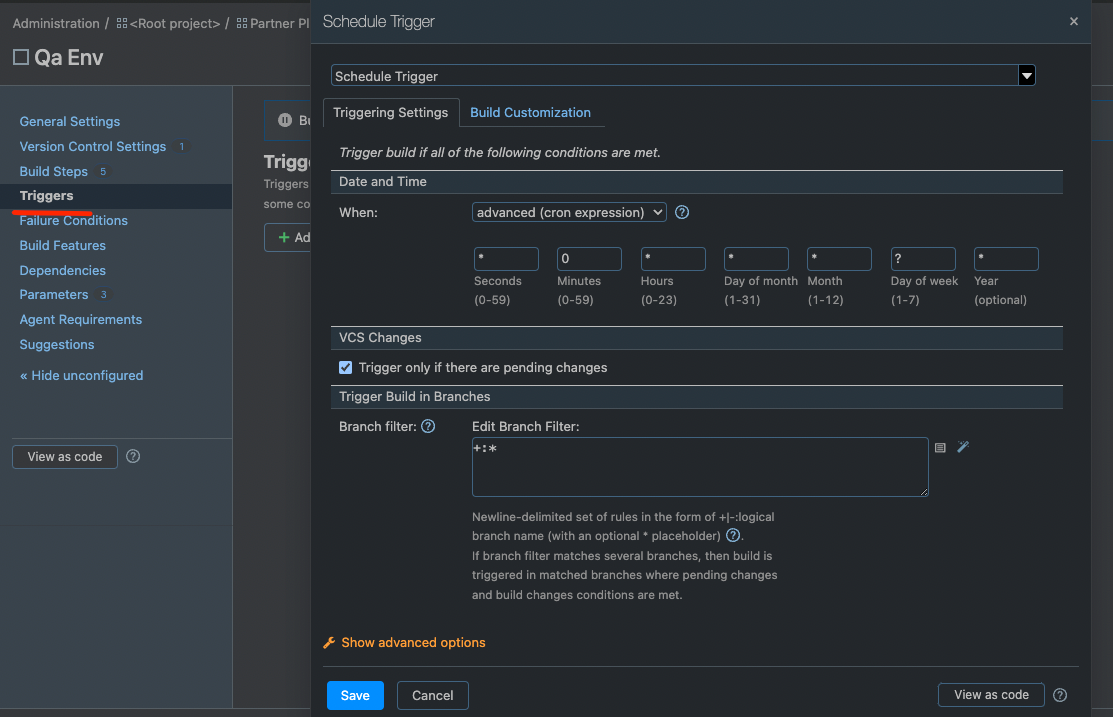 Administration / <Root project> / Partner Pl
Qa Env
General Settings
Version Control Settings 1
Build Steps 5
Triggers
Failure Conditions
Build Features
Dependencies
Parameters 3
Agent Requirements
Suggestions
« Hide unconfigured
View as code
Bu
Trigg
Triggers
some co
+ Ad
Schedule Trigger
Schedule Trigger
Triggering Settings
Build Customization
Trigger build if all of the following conditions are met.
Date and Time
When: advanced (cron expression)
* 0 * * * ? *
Seconds Minutes Hours Day of month Month Day of week Year
(0-59) (0-59) (0-23) (1-31) (1-12) (1-7) (optional)
VCS Changes
Trigger only if there are pending changes
Trigger Build in Branches
Branch filter: Edit Branch Filter:
+:*
Newline-delimited set of rules in the form of +|-:logical
branch name (with an optional * placeholder) .
If branch filter matches several branches, then build is
triggered in matched branches where pending changes
and build changes conditions are met.
Show advanced options
Save Cancel View as code